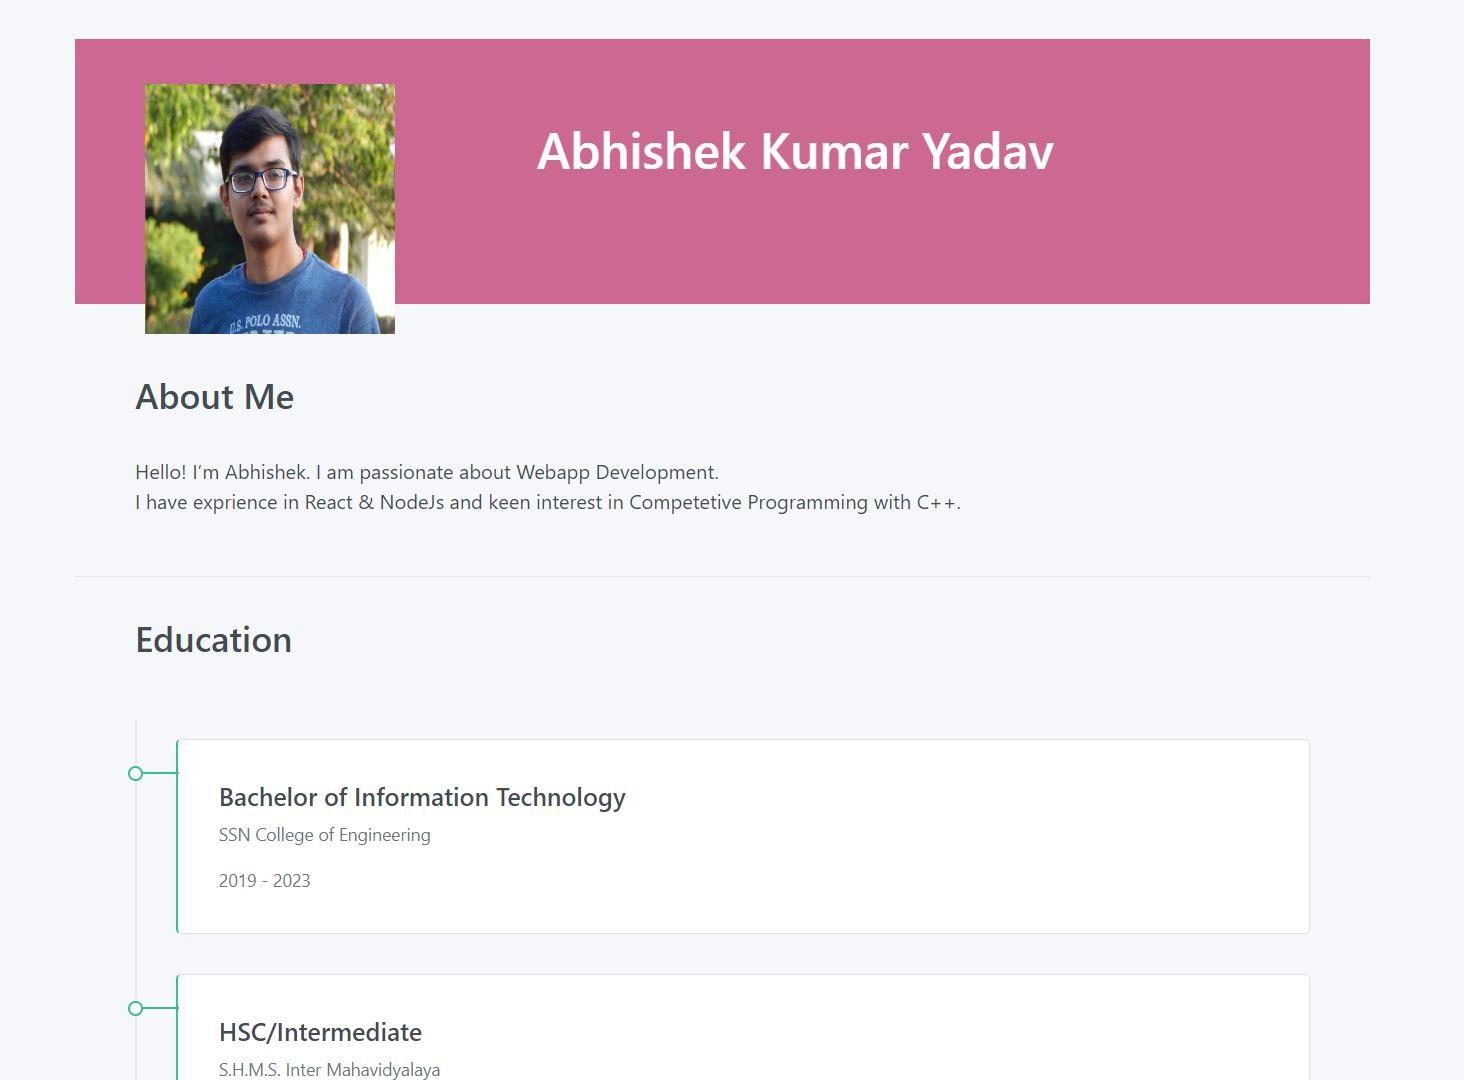 Abhishek Kumar Yadav
U.S. POLO ASSN.
About Me
Hello! I’m Abhishek. I am passionate about Webapp Development.
I have exprience in React & NodeJs and keen interest in Competetive Programming with C++.
Education
Bachelor of Information Technology
SSN College of Engineering
2019 - 2023
HSC/Intermediate
S.H.M.S. Inter Mahavidyalaya